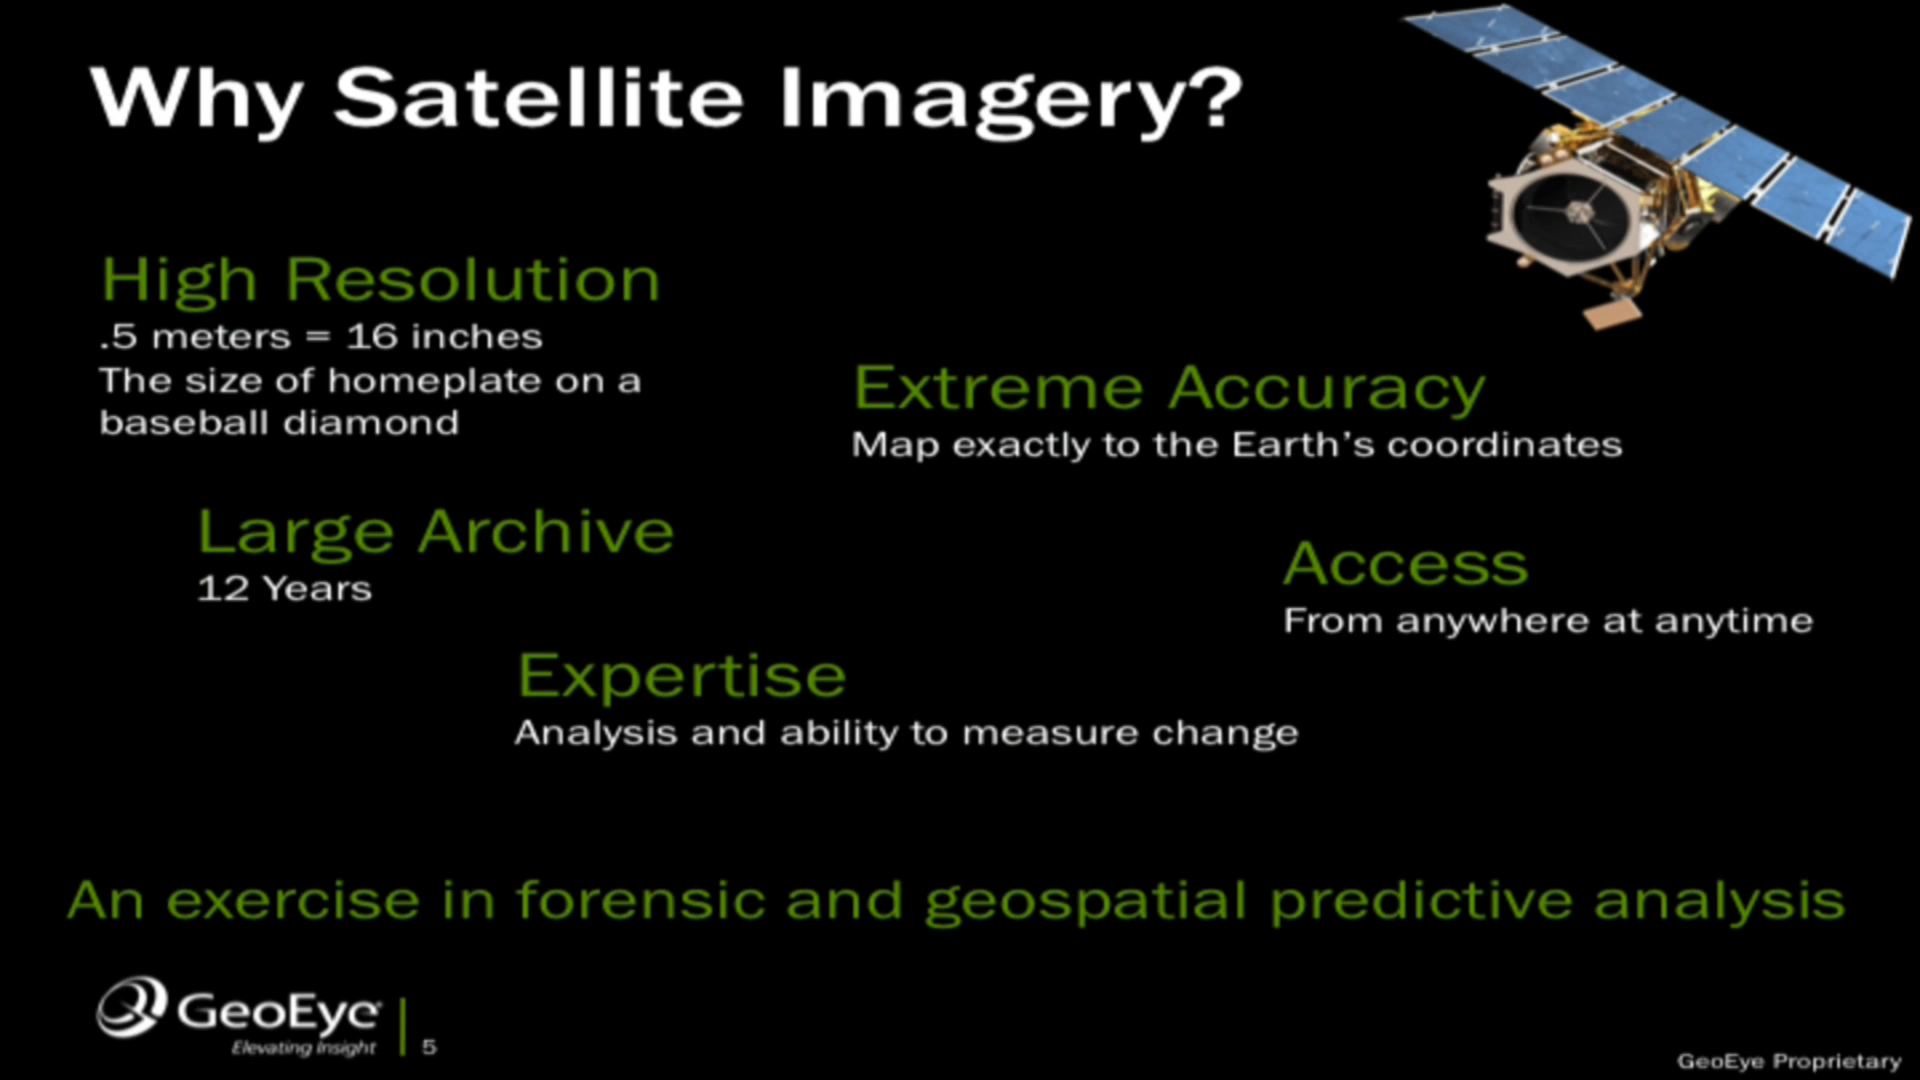 Why Satellite Imagery?
High Resolution
.5 meters = 16 inches
The size of homeplate on a
baseball diamond
Extreme Accuracy
Map exactly to the Earth's coordinates
Large Archive
12 Years
Access
From anywhere at anytime
Expertise
Analysis and ability to measure change
An exercise in forensic and geospatial predictive analysis
GeoEye
Elevating Insight
5
GeoEye Proprietary